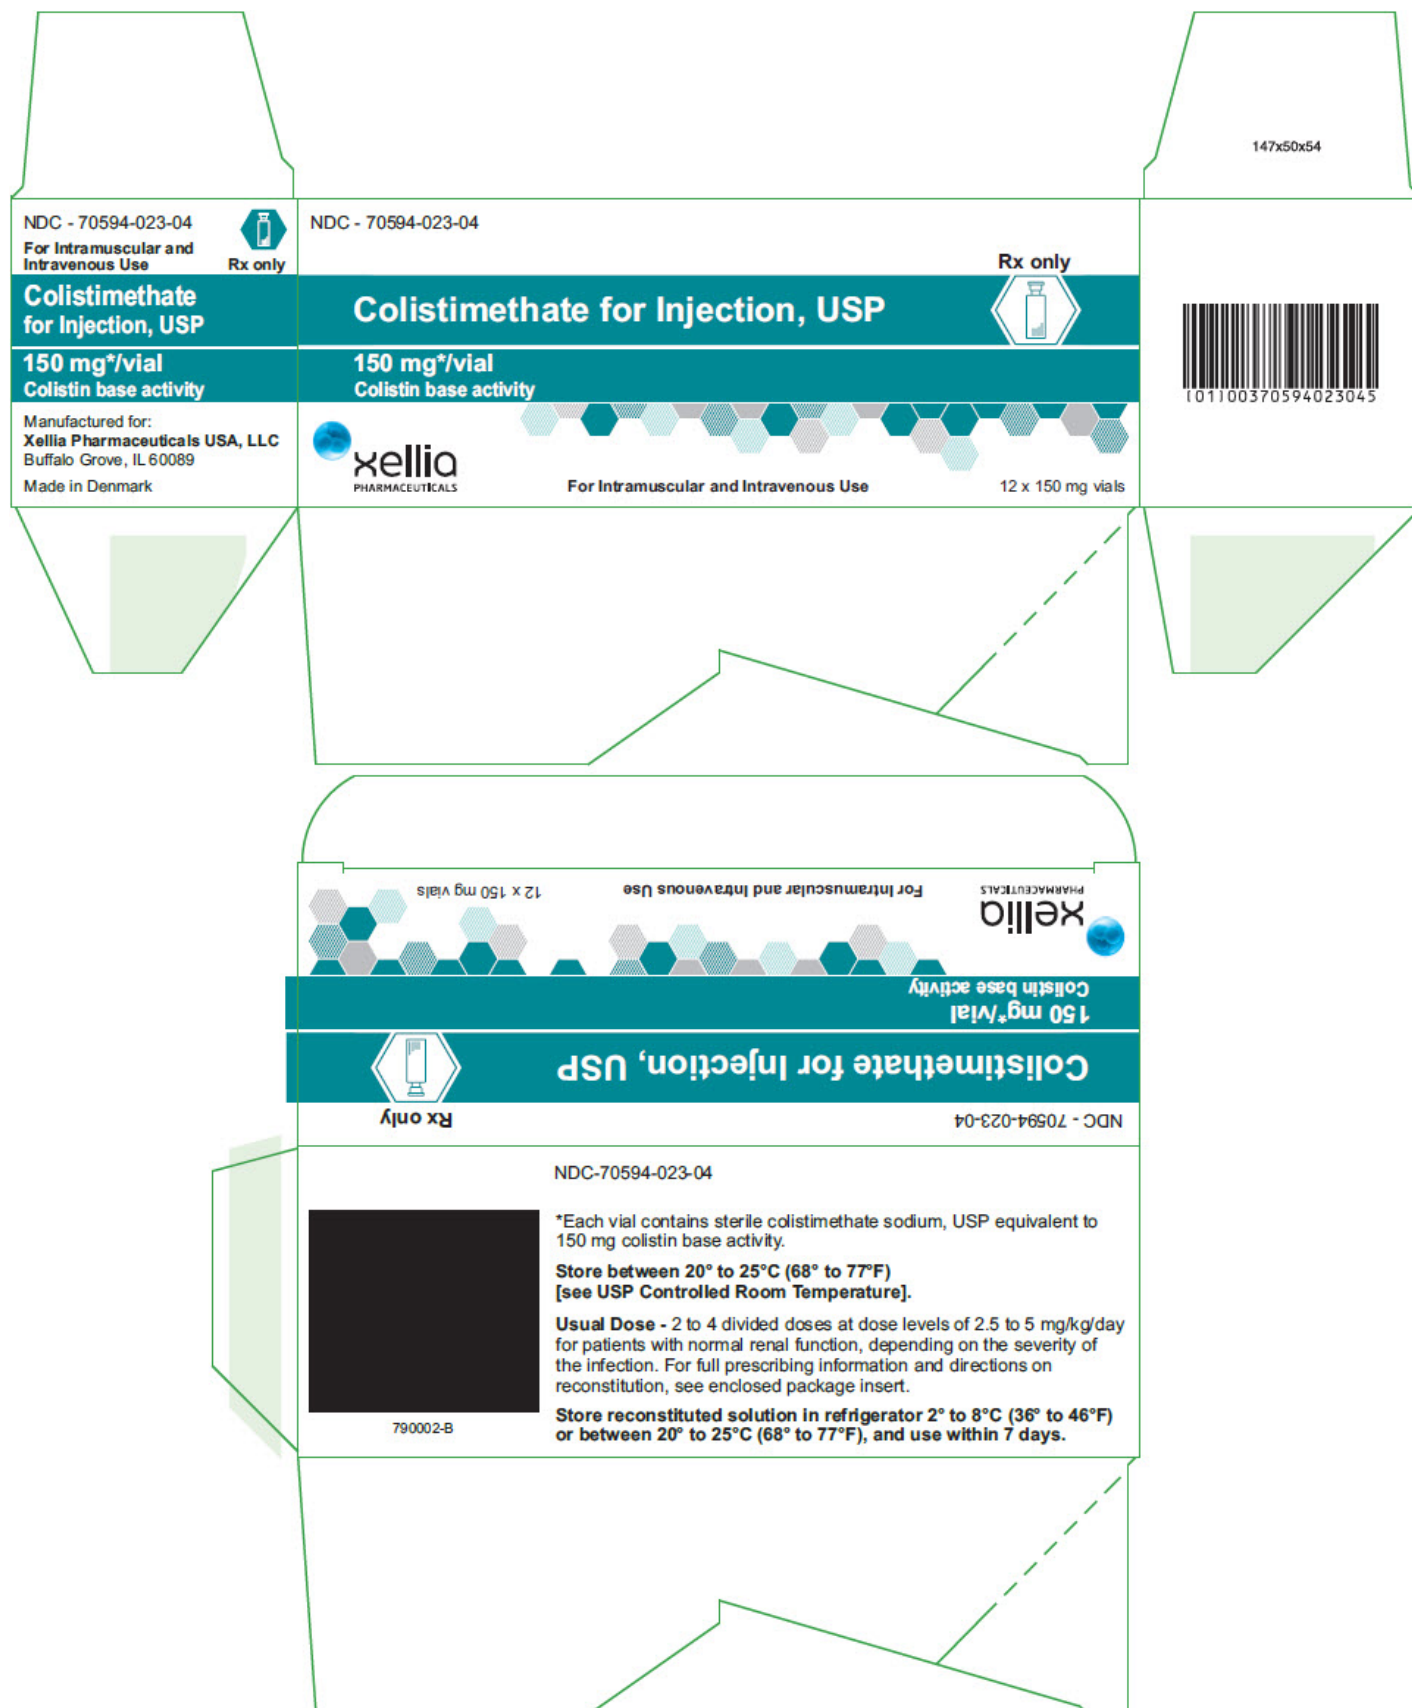 147x50x54
NDC - 70594-023-04
For Intramuscular and
Intravenous Use
Rx only
Colistimethate
for Injection, USP
150 mg*/vial
Colistin base activity
Manufactured for:
Xellia Pharmaceuticals USA, LLC
Buffalo Grove, IL 60089
Made in Denmark
NDC - 70594-023-04
Rx only
Colistimethate for Injection, USP
150 mg*/vial
Colistin base activity
xellia
PHARMACEUTICALS
For Intramuscular and Intravenous Use
12 x 150 mg vials
(01)00370594023045
NDC - 70594-023-04
Rx only
Colistimethate for Injection, USP
150 mg*/vial
Colistin base activity
xellia
PHARMACEUTICALS
For Intramuscular and Intravenous Use
12 x 150 mg vials
NDC-70594-023-04
*Each vial contains sterile colistimethate sodium, USP equivalent to
150 mg colistin base activity.
Store between 20° to 25°C (68° to 77°F)
[see USP Controlled Room Temperature].
Usual Dose - 2 to 4 divided doses at dose levels of 2.5 to 5 mg/kg/day
for patients with normal renal function, depending on the severity of
the infection. For full prescribing information and directions on
reconstitution, see enclosed package insert.
Store reconstituted solution in refrigerator 2° to 8°C (36° to 46°F)
or between 20° to 25°C (68° to 77°F), and use within 7 days.
790002-B